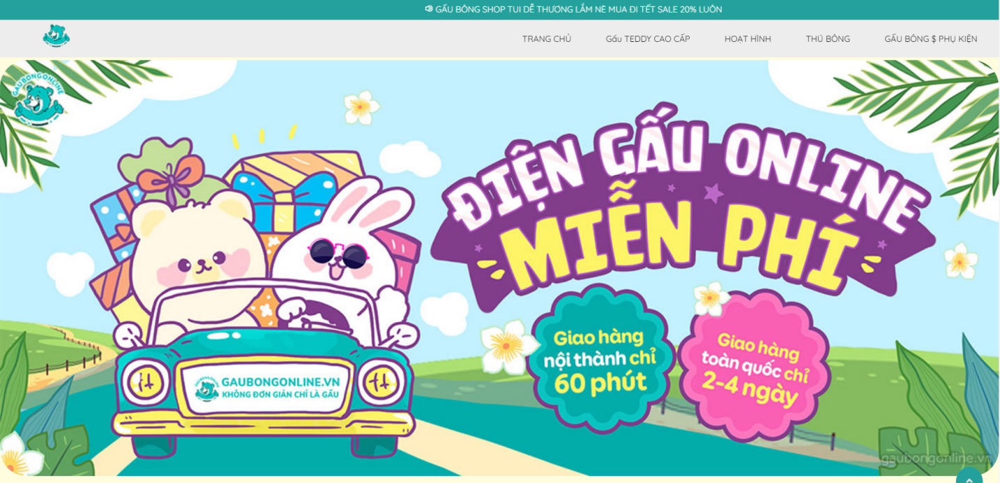 GẤU BÔNG SHOP TUI DỄ THƯƠNG LẮM NÈ MUA ĐI TẾT SALE 20% LUÔN
TRANG CHỦ
Gấu TEDDY CAO CẤP
HOẠT HÌNH
THÚ BÔNG
GẤU BÔNG $ PHỤ KIỆN
GAUBONGONLINE
ĐIỆN GẤU ONLINE
MIỄN PHÍ
Giao hàng
nội thành chỉ
60 phút
Giao hàng
toàn quốc chỉ
2-4 ngày
GAUBONGONLINE.VN
KHÔNG ĐƠN GIẢN CHỈ LÀ GẤU
gaubongonline.vn